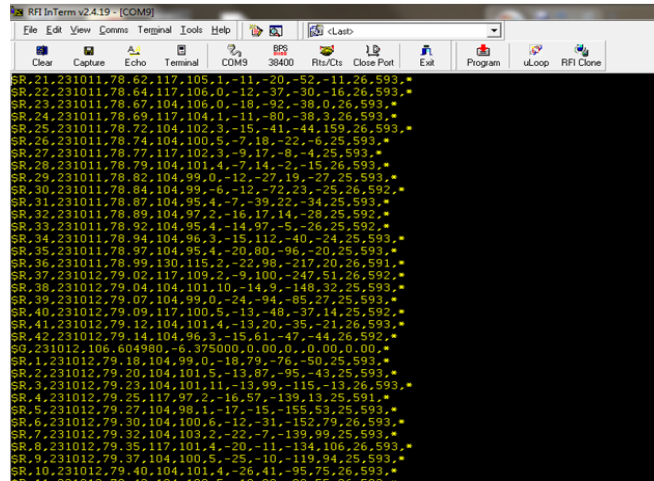 RFI InTerm v2.4.19 - [COM9]
File Edit View Comms Terminal Tools Help <Last>
Clear Capture Echo Terminal COM9 38400 Rts/Cts Close Port Exit Program uLoop RFI Clone
$R,21,231011,78.62,117,105,1,-11,-20,-52,-11,26,593,*
$R,22,231011,78.64,117,106,0,-12,-37,-30,-16,26,593,*
$R,23,231011,78.67,104,106,0,-18,-92,-38,0,26,593,*
$R,24,231011,78.69,117,104,1,-11,-80,-38,3,26,593,*
$R,25,231011,78.72,104,102,3,-15,-41,-44,159,26,593,*
$R,26,231011,78.74,104,100,5,-7,18,-22,-6,25,593,*
$R,27,231011,78.77,117,102,3,-9,17,-8,-4,25,593,*
$R,28,231011,78.79,104,101,4,-7,14,-2,-15,26,593,*
$R,29,231011,78.82,104,99,0,-12,-27,19,-27,25,593,*
$R,30,231011,78.84,104,99,-6,-12,-72,23,-25,26,592,*
$R,31,231011,78.87,104,95,4,-7,-39,22,-34,25,593,*
$R,32,231011,78.89,104,97,2,-16,17,14,-28,25,592,*
$R,33,231011,78.92,104,95,4,-14,97,-5,-26,25,592,*
$R,34,231011,78.94,104,96,3,-15,112,-40,-24,25,593,*
$R,35,231011,78.97,104,95,4,-20,80,-96,-20,25,593,*
$R,36,231011,78.99,130,115,2,-22,98,-217,20,26,591,*
$R,37,231012,79.02,117,109,2,-9,100,-247,51,26,592,*
$R,38,231012,79.04,104,101,10,-14,9,-148,32,25,593,*
$R,39,231012,79.07,104,99,0,-24,-94,-85,27,25,593,*
$R,40,231012,79.09,117,100,5,-13,-48,-37,14,25,592,*
$R,41,231012,79.12,104,101,4,-13,20,-35,-21,26,593,*
$R,42,231012,79.14,104,96,3,-15,61,-47,-44,26,592,*
$G,231012,106.604980,-6.375000,0.00,0,,0.00,0.00,*
$R,1,231012,79.18,104,99,0,-18,79,-76,-50,25,593,*
$R,2,231012,79.20,104,101,5,-13,87,-95,-43,25,593,*
$R,3,231012,79.23,104,101,11,-13,99,-115,-13,26,593,*
$R,4,231012,79.25,117,97,2,-16,57,-139,13,25,591,*
$R,5,231012,79.27,104,98,1,-17,-15,-155,53,25,593,*
$R,6,231012,79.30,104,100,6,-12,-31,-152,79,26,593,*
$R,7,231012,79.32,104,103,2,-22,-7,-139,99,25,593,*
$R,8,231012,79.35,117,101,4,-20,-11,-134,106,25,593,*
$R,9,231012,79.37,104,100,5,-25,-10,-119,94,25,593,*
$R,10,231012,79.40,104,101,4,-26,41,-95,75,26,593,*